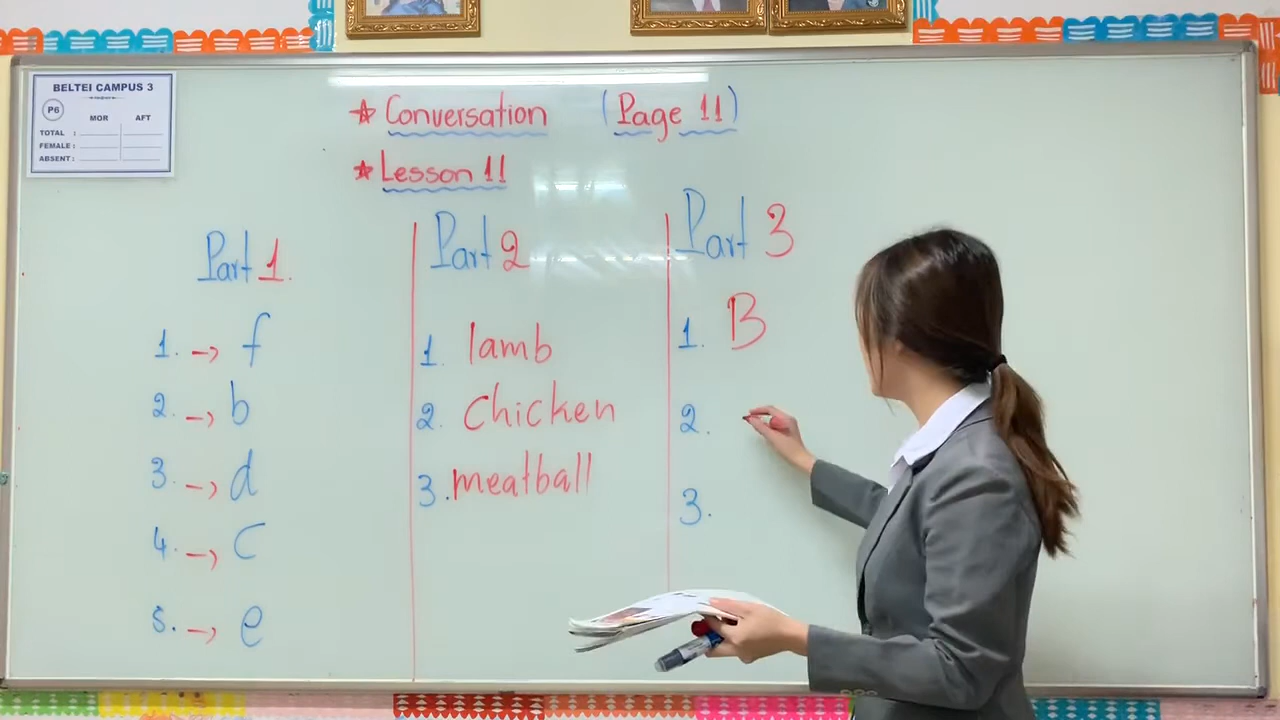 BELTEI CAMPUS 3
P6
MOR AFT
TOTAL :
FEMALE :
ABSENT :
★ Conversation (Page 11)
★ Lesson 11
Part 1.
1. → f
2. → b
3. → d
4. → c
5. → e
Part 2
1. lamb
2. Chicken
3. meatball
Part 3
1. B
2.
3.